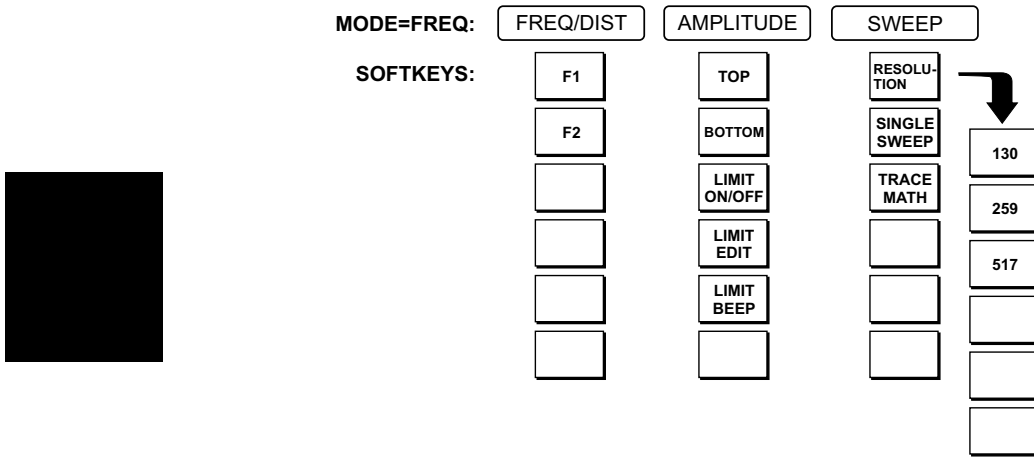 MODE=FREQ: FREQ/DIST AMPLITUDE SWEEP
SOFTKEYS:
F1
F2
TOP
BOTTOM
LIMIT
ON/OFF
LIMIT
EDIT
LIMIT
BEEP
RESOLU-
TION
SINGLE
SWEEP
TRACE
MATH
130
259
517